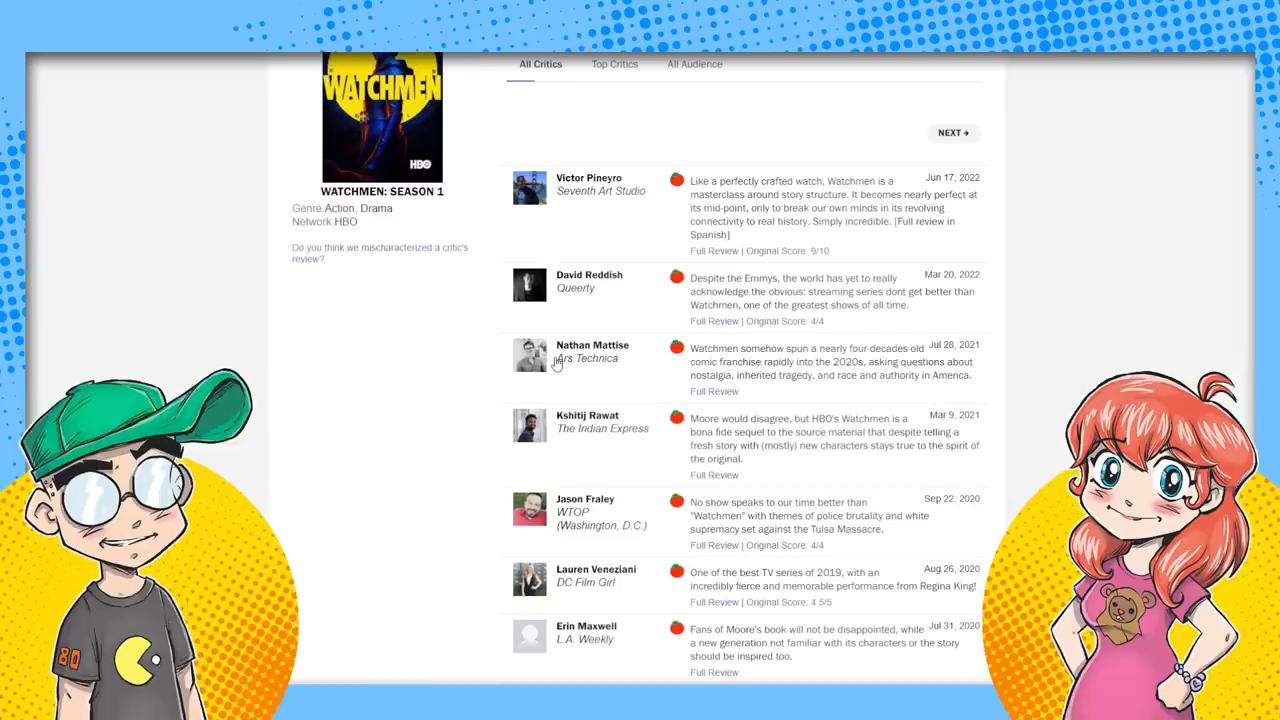 All Critics Top Critics All Audience
WATCHMEN
HBO
WATCHMEN: SEASON 1
Genre:Action, Drama
Network:HBO
Do you think we mischaracterized a critic's
review?
NEXT →
Victor Pineyro
Seventh Art Studio
Jun 17, 2022
Like a perfectly crafted watch, Watchmen is a
masterclass around story structure. It becomes nearly perfect at
its mid-point, only to break our own minds in its revolving
connectivity to real history. Simply incredible. [Full review in
Spanish]
Full Review | Original Score: 9/10
David Reddish
Queerty
Mar 20, 2022
Despite the Emmys, the world has yet to really
acknowledge the obvious: streaming series dont get better than
Watchmen, one of the greatest shows of all time.
Full Review | Original Score: 4/4
Nathan Mattise
Ars Technica
Jul 28, 2021
Watchmen somehow spun a nearly four-decades-old
comic franchise rapidly into the 2020s, asking questions about
nostalgia, inherited tragedy, and race and authority in America.
Full Review
Kshitij Rawat
The Indian Express
Mar 9, 2021
Moore would disagree, but HBO's Watchmen is a
bona fide sequel to the source material that despite telling a
fresh story with (mostly) new characters stays true to the spirit of
the original.
Full Review
Jason Fraley
WTOP
(Washington, D.C.)
Sep 22, 2020
No show speaks to our time better than
"Watchmen" with themes of police brutality and white
supremacy set against the Tulsa Massacre.
Full Review | Original Score: 4/4
Lauren Veneziani
DC Film Girl
Aug 26, 2020
One of the best TV series of 2019, with an
incredibly fierce and memorable performance from Regina King!
Full Review | Original Score: 4 5/5
Erin Maxwell
L.A. Weekly
Jul 31, 2020
Fans of Moore's book will not be disappointed, while
a new generation not familiar with its characters or the story
should be inspired too.
Full Review
80